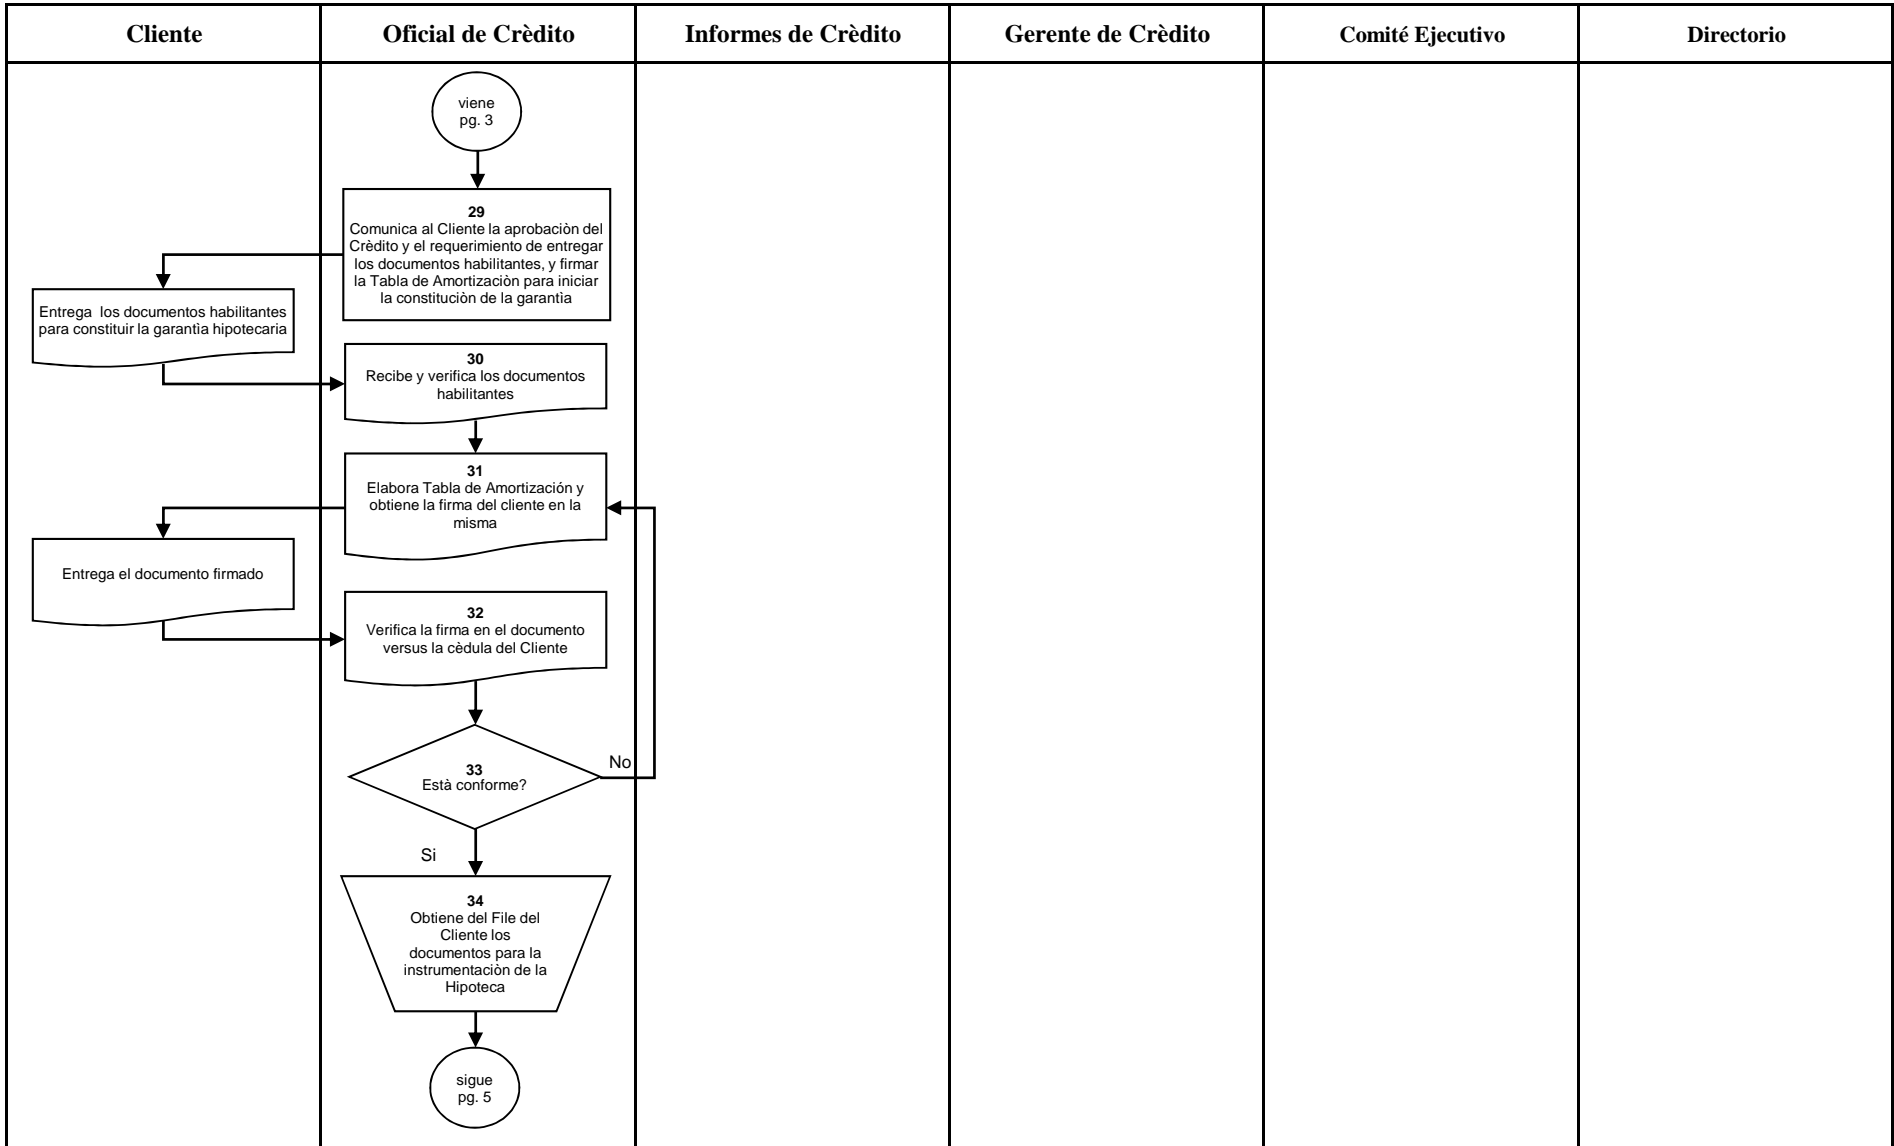 Cliente
Oficial de Crèdito
Informes de Crèdito
Gerente de Crèdito
Comité Ejecutivo
Directorio
viene
pg. 3
29
Comunica al Cliente la aprobaciòn del
Crèdito y el requerimiento de entregar
los documentos habilitantes, y firmar
la Tabla de Amortizaciòn para iniciar
la constituciòn de la garantìa
Entrega los documentos habilitantes
para constituir la garantìa hipotecaria
30
Recibe y verifica los documentos
habilitantes
31
Elabora Tabla de Amortización y
obtiene la firma del cliente en la
misma
Entrega el documento firmado
32
Verifica la firma en el documento
versus la cèdula del Cliente
33
Està conforme?
No
Si
34
Obtiene del File del
Cliente los
documentos para la
instrumentaciòn de la
Hipoteca
sigue
pg. 5